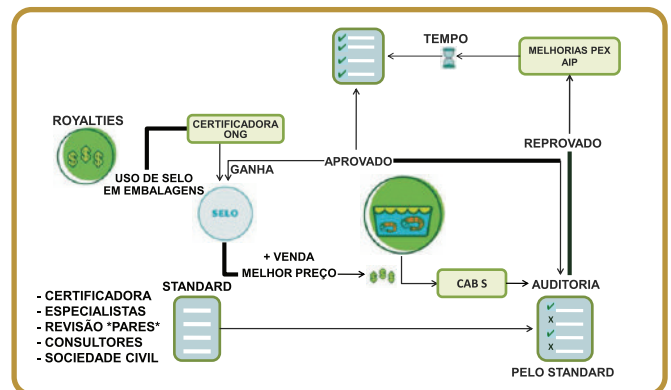 TEMPO
MELHORIAS PEX
AIP
ROYALTIES
CERTIFICADORA
ONG
REPROVADO
USO DE SELO
EM EMBALAGENS
GANHA
APROVADO
SELO
+ VENDA
MELHOR PREÇO
CAB S
AUDITORIA
STANDARD
- CERTIFICADORA
- ESPECIALISTAS
- REVISÃO *PARES*
- CONSULTORES
- SOCIEDADE CIVIL
PELO STANDARD